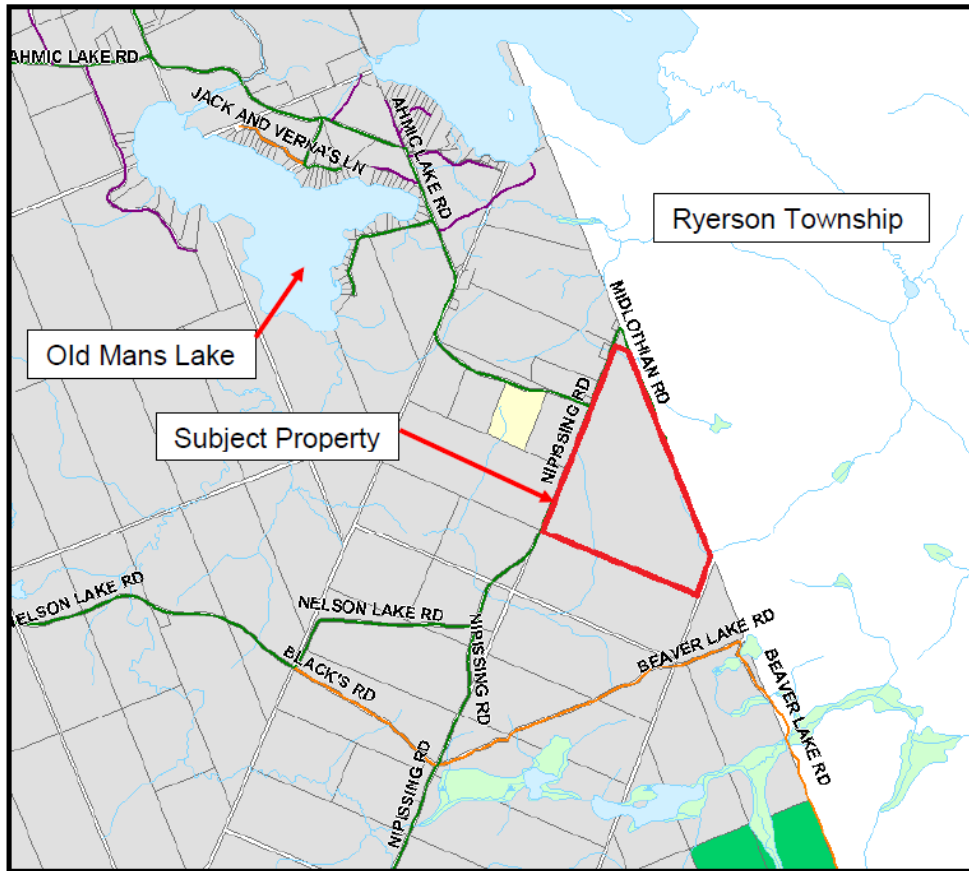 AHMIC LAKE RD
JACK AND VERNA'S LN
AHMIC LAKE RD
Ryerson Township
MIDLOTHIAN RD
Old Mans Lake
NIPISSING RD
Subject Property
NELSON LAKE RD
NELSON LAKE RD
NIPISSING RD
BEAVER LAKE RD
BLACK'S RD
BEAVER LAKE RD
NIPISSING RD